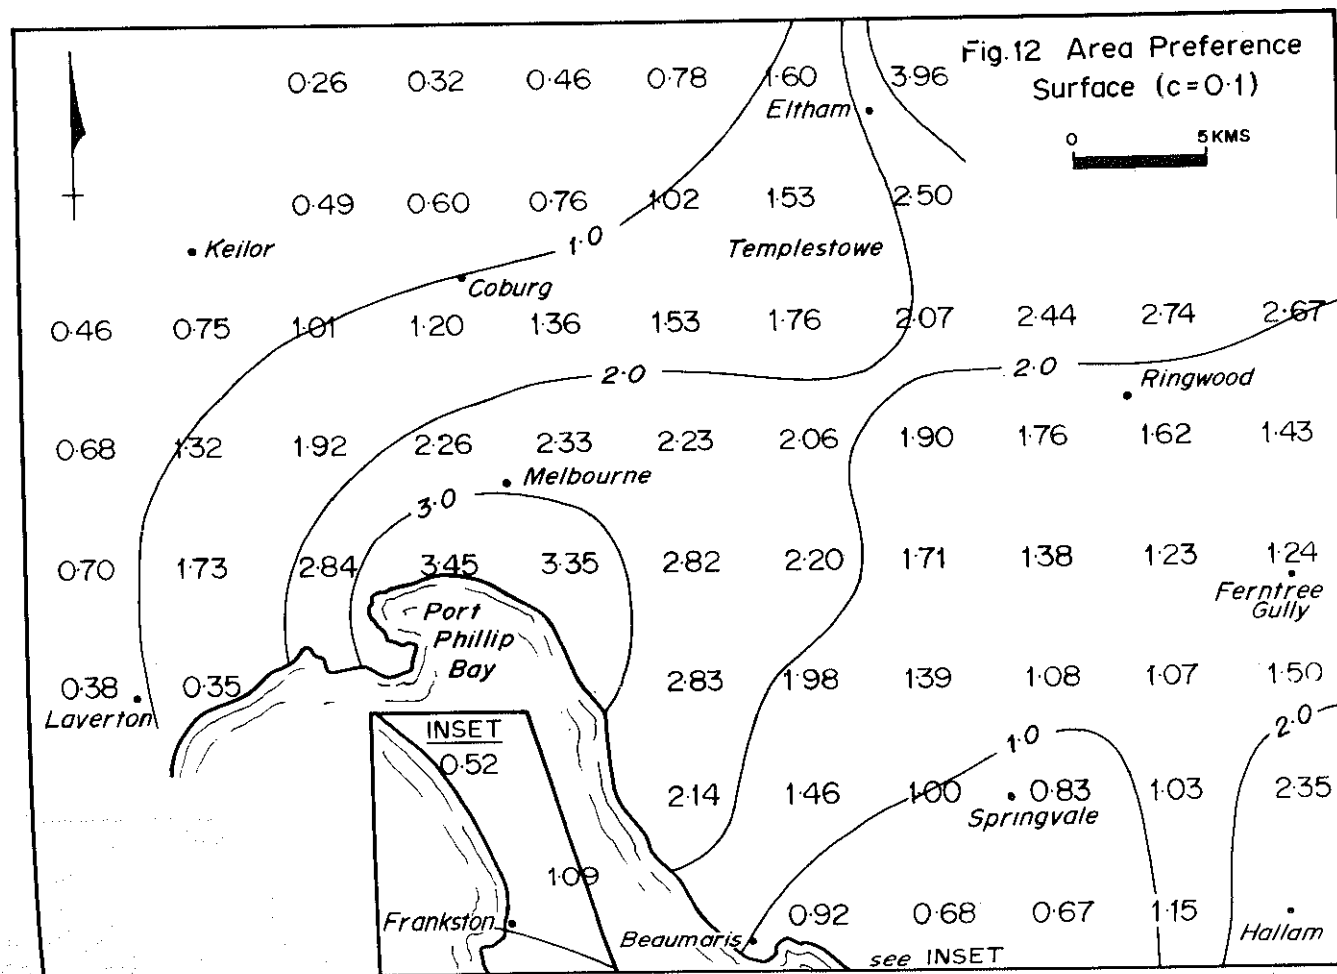 Fig.12 Area Preference
Surface (c=0·1)
0 5 KMS
0·26 0·32 0·46 0·78 1·60 3·96
Eltham
0·49 0·60 0·76 1·02 1·53 2·50
Keilor 1·0 Templestowe
Coburg
0·46 0·75 1·01 1·20 1·36 1·53 1·76 2·07 2·44 2·74 2·67
2·0 2·0 Ringwood
0·68 1·32 1·92 2·26 2·33 2·23 2·06 1·90 1·76 1·62 1·43
Melbourne
3·0
0·70 1·73 2·84 3·45 3·35 2·82 2·20 1·71 1·38 1·23 1·24
Ferntree
Gully
Port
Phillip
Bay
0·38 0·35 2·83 1·98 1·39 1·08 1·07 1·50
Laverton
INSET 1·0 2·0
0·52
2·14 1·46 1·00 0·83 1·03 2·35
Springvale
1·09
0·92 0·68 0·67 1·15
Frankston Beaumaris Hallam
see INSET